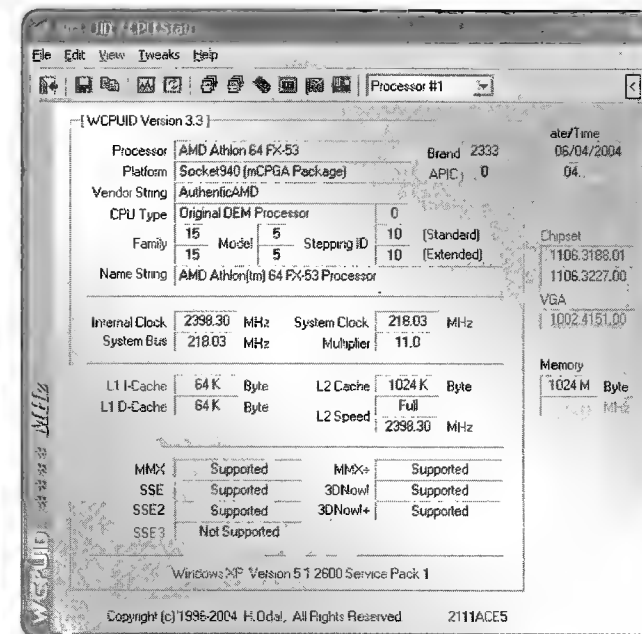 File Edit View Tweaks Help
Processor #1
[ WCPUID Version 3.3 ]
Processor AMD Athlon 64 FX-53 Brand 2333
Platform Socket940 (mCPGA Package) APIC 0
Vendor String AuthenticAMD
CPU Type Original OEM Processor 0
Family 15 Model 5 Stepping ID 10 (Standard)
15 5 10 (Extended)
Name String AMD Athlon(tm) 64 FX-53 Processor
Internal Clock 2398.30 MHz System Clock 218.03 MHz
System Bus 218.03 MHz Multiplier 11.0
L1 I-Cache 64 K Byte L2 Cache 1024 K Byte
L1 D-Cache 64 K Byte L2 Speed Full
2398.30 MHz
MMX Supported MMX+ Supported
SSE Supported 3DNow! Supported
SSE2 Supported 3DNow!+ Supported
SSE3 Not Supported
Windows XP Version 5.1.2600 Service Pack 1
Copyright (c) 1996-2004 H.Oda!, All Rights Reserved 2111ACE5
ate/Time
06/04/2004
04
Chipset
1106.3188.01
1106.3227.00
VGA
1002.4151.00
Memory
1024 M Byte
MHz
WCPUID MHz